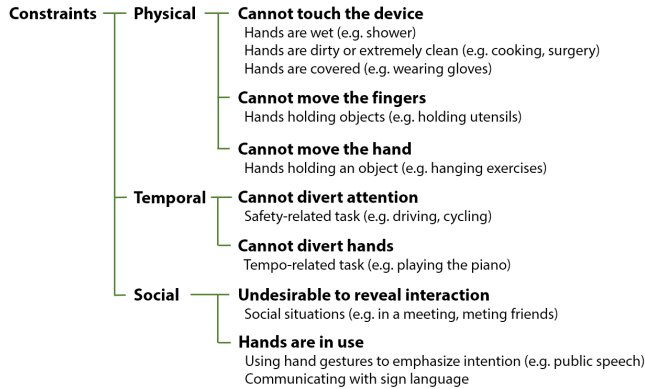 Constraints
Physical
Cannot touch the device
Hands are wet (e.g. shower)
Hands are dirty or extremely clean (e.g. cooking, surgery)
Hands are covered (e.g. wearing gloves)
Cannot move the fingers
Hands holding objects (e.g. holding utensils)
Cannot move the hand
Hands holding an object (e.g. hanging exercises)
Temporal
Cannot divert attention
Safety-related task (e.g. driving, cycling)
Cannot divert hands
Tempo-related task (e.g. playing the piano)
Social
Undesirable to reveal interaction
Social situations (e.g. in a meeting, meting friends)
Hands are in use
Using hand gestures to emphasize intention (e.g. public speech)
Communicating with sign language